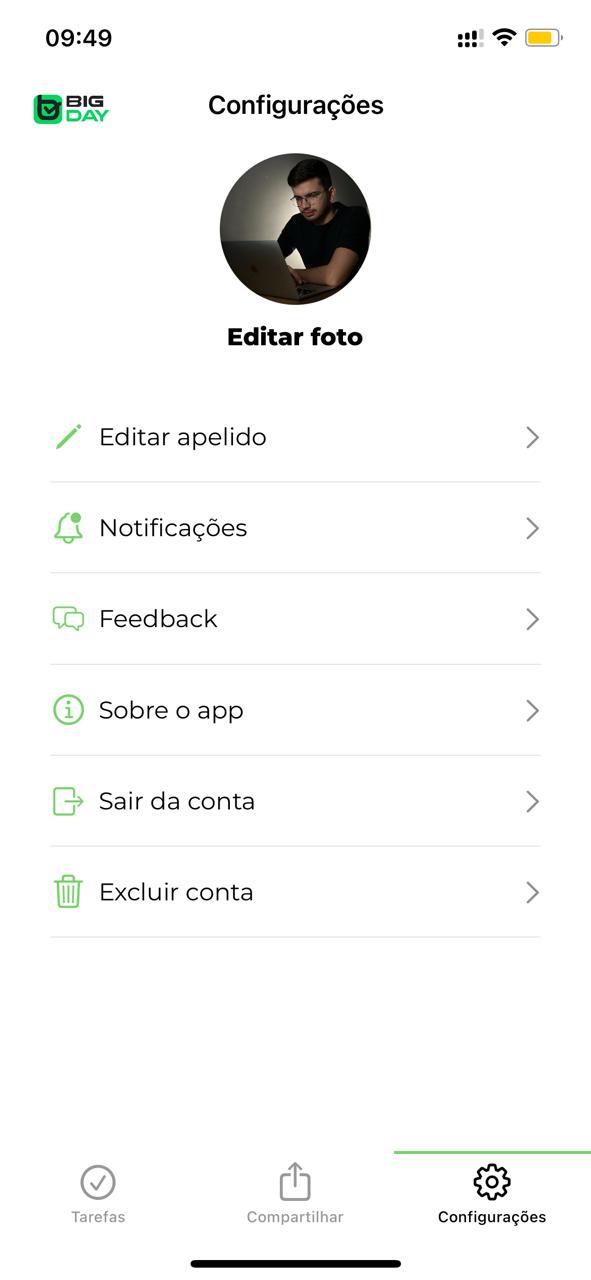 09:49
BIG
DAY
Configurações
Editar foto
Editar apelido
Notificações
Feedback
Sobre o app
Sair da conta
Excluir conta
Tarefas
Compartilhar
Configurações